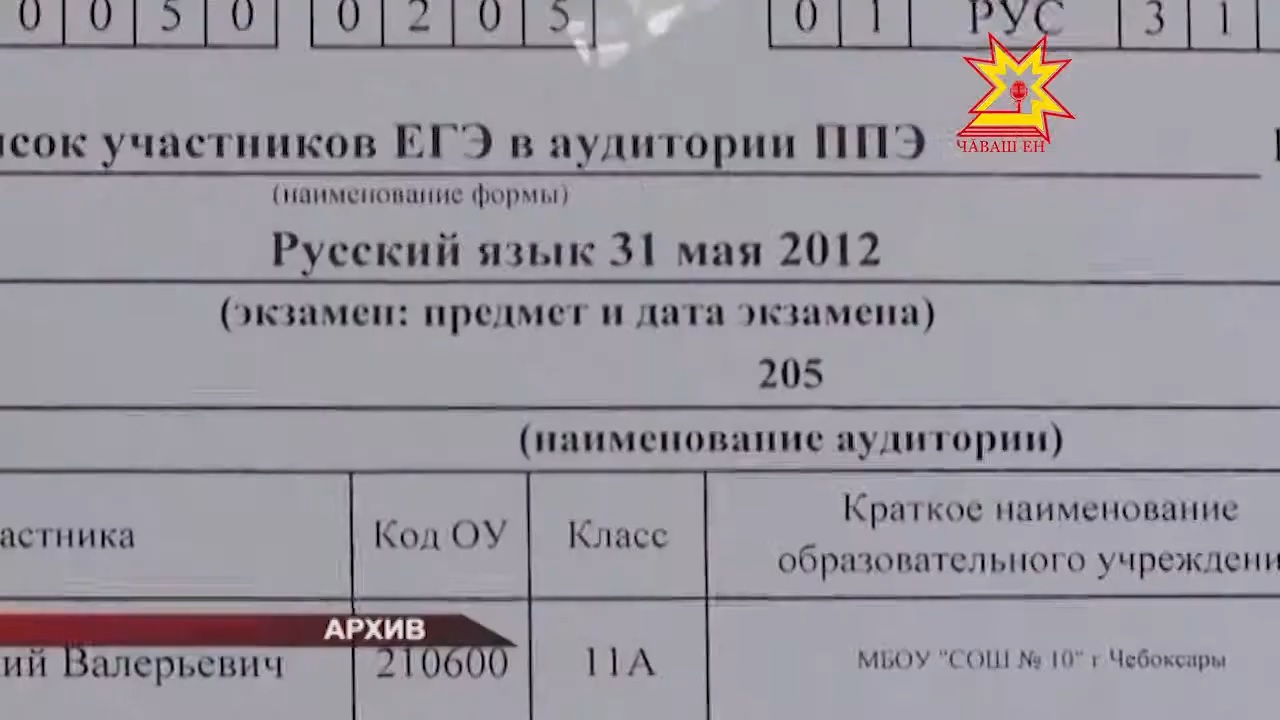 0 0 5 0 0 2 0 5 0 1 РУС 3 1
исок участников ЕГЭ в аудитории ППЭ
ЧӐВАШ ЕН
(наименование формы)
Русский язык 31 мая 2012
(экзамен: предмет и дата экзамена)
205
(наименование аудитории)
астника Код ОУ Класс Краткое наименование
образовательного учреждени
АРХИВ
ий Валерьевич 210600 11А МБОУ "СОШ № 10" г Чебоксары